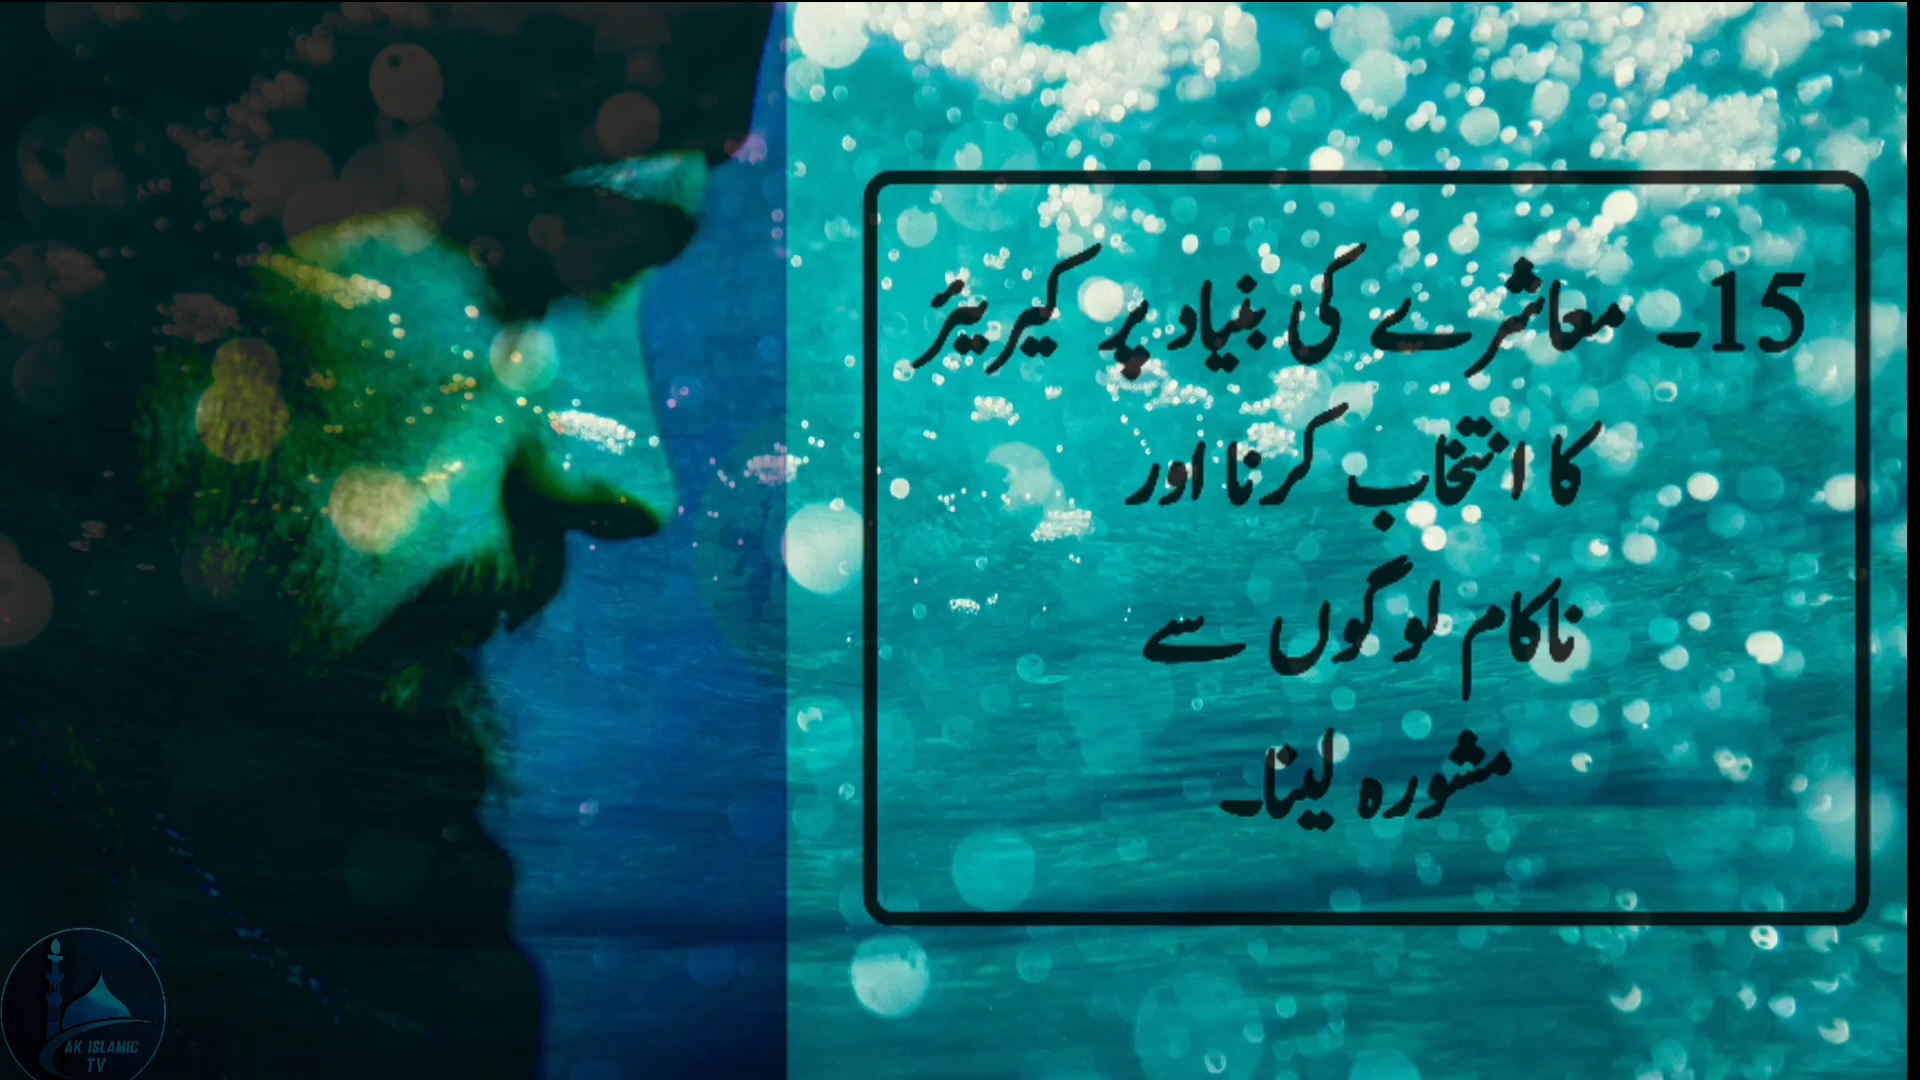 15۔ معاشرے کی بنیاد پر کیریئر
کا انتخاب کرنا اور
ناکام لوگوں سے
مشورہ لینا۔
AK ISLAMIC
TV